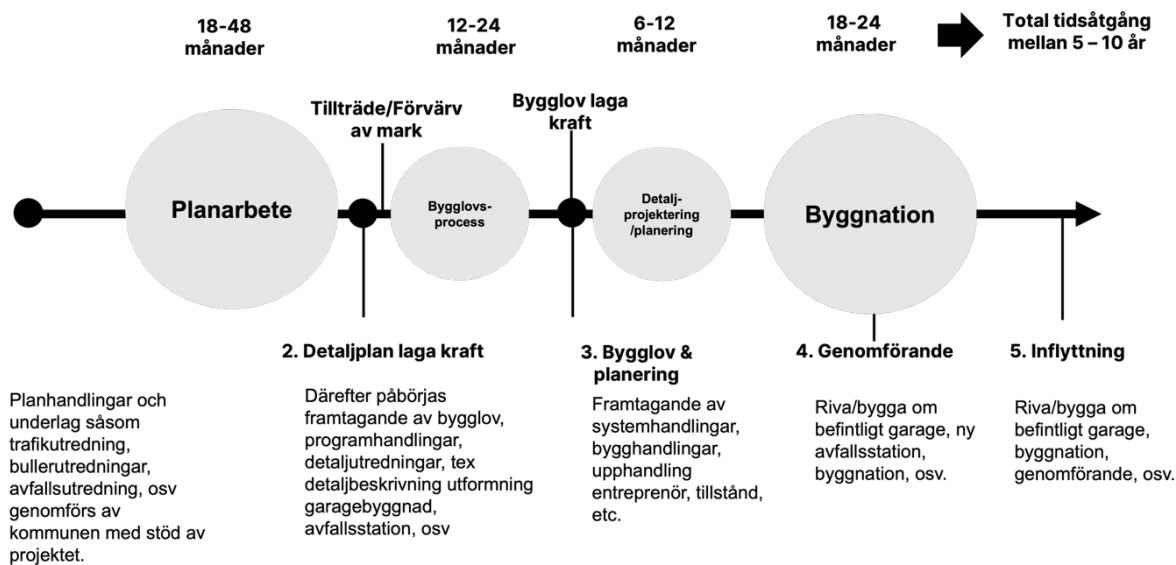 18-48
månader
12-24
månader
6-12
månader
18-24
månader
Total tidsåtgång
mellan 5 – 10 år
Tillträde/Förvärv
av mark
Bygglov laga
kraft
Planarbete
Bygglovs-
process
Detalj-
projektering
/planering
Byggnation
Planhandlingar och
underlag såsom
trafikutredning,
bullerutredningar,
avfallsutredning, osv
genomförs av
kommunen med stöd av
projektet.
2. Detaljplan laga kraft
Därefter påbörjas
framtagande av bygglov,
programhandlingar,
detaljutredningar, tex
detaljbeskrivning utformning
garagebyggnad,
avfallsstation, osv
3. Bygglov &
planering
Framtagande av
systemhandlingar,
bygghandlingar,
upphandling
entreprenör, tillstånd,
etc.
4. Genomförande
Riva/bygga om
befintligt garage, ny
avfallsstation,
byggnation, osv.
5. Inflyttning
Riva/bygga om
befintligt garage,
byggnation,
genomförande, osv.